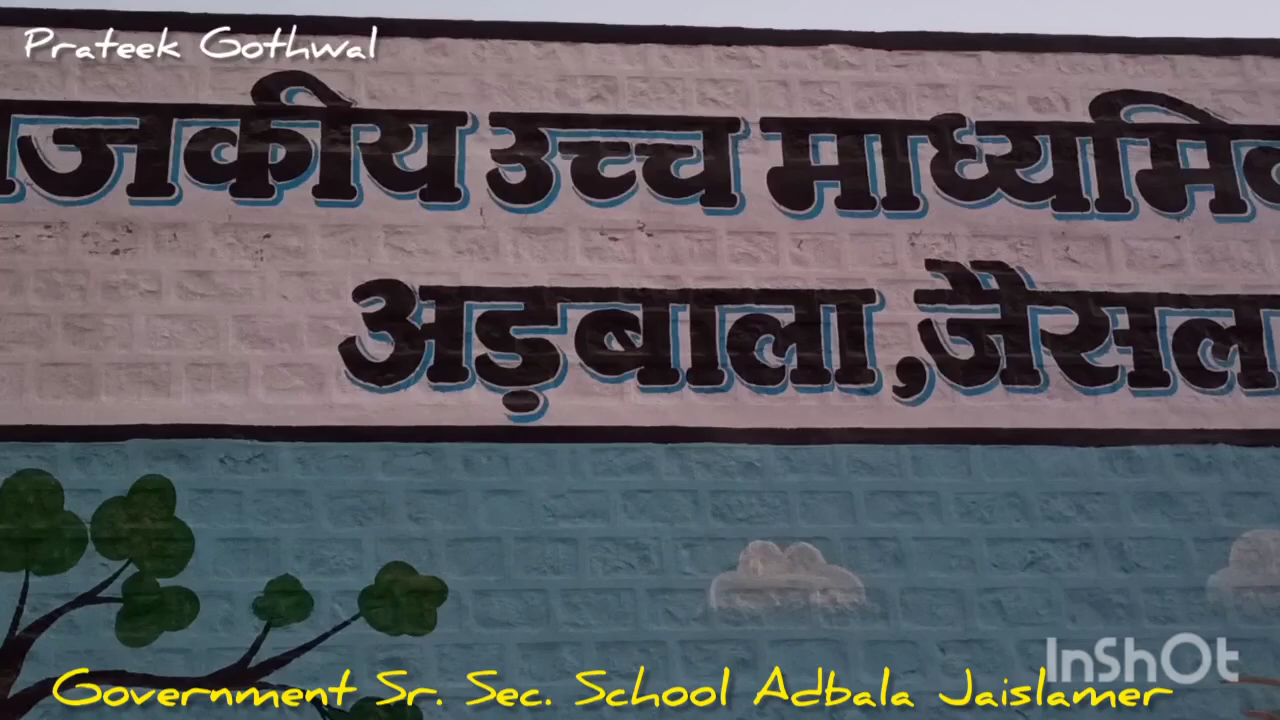 Prateek Gothwal
ाजकीय उच्च माध्यमिक
अड़बाला, जैसल
InShOt
Government Sr. Sec. School Adbala Jaislamer